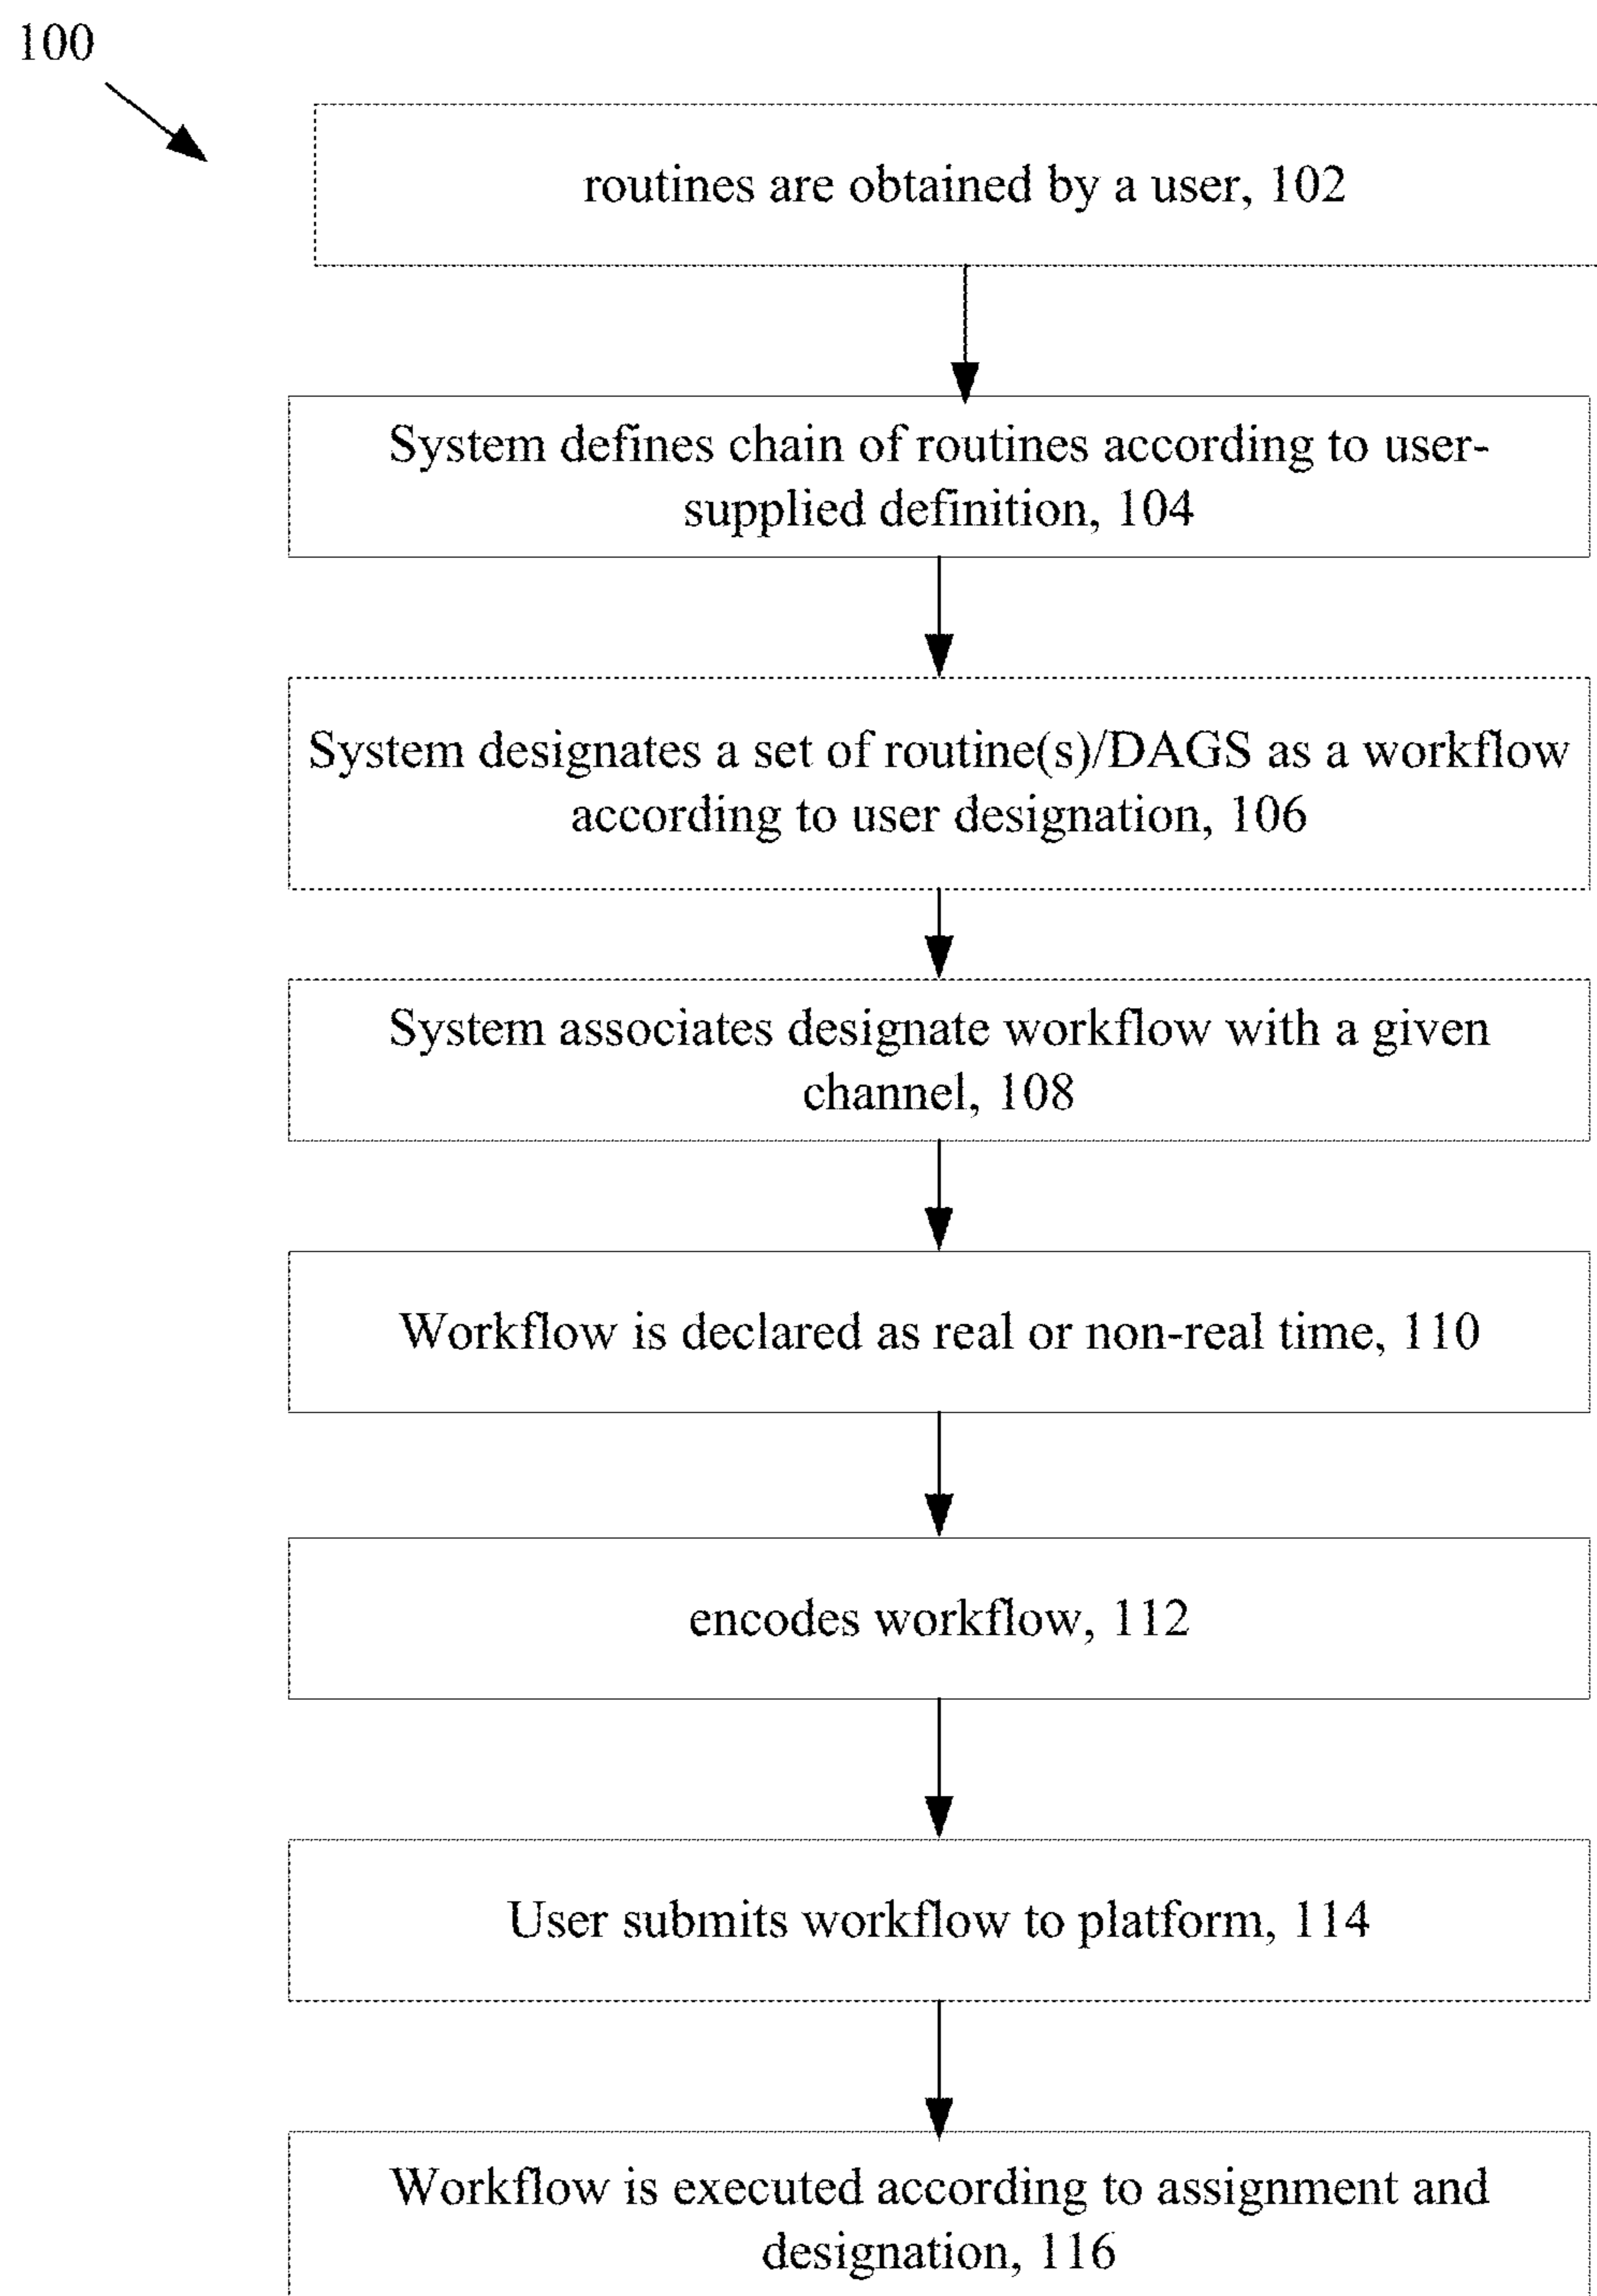 100
routines are obtained by a user, 102
System defines chain of routines according to user-
supplied definition, 104
System designates a set of routine(s)/DAGS as a workflow
according to user designation, 106
System associates designate workflow with a given
channel, 108
Workflow is declared as real or non-real time, 110
encodes workflow, 112
User submits workflow to platform, 114
Workflow is executed according to assignment and
designation, 116